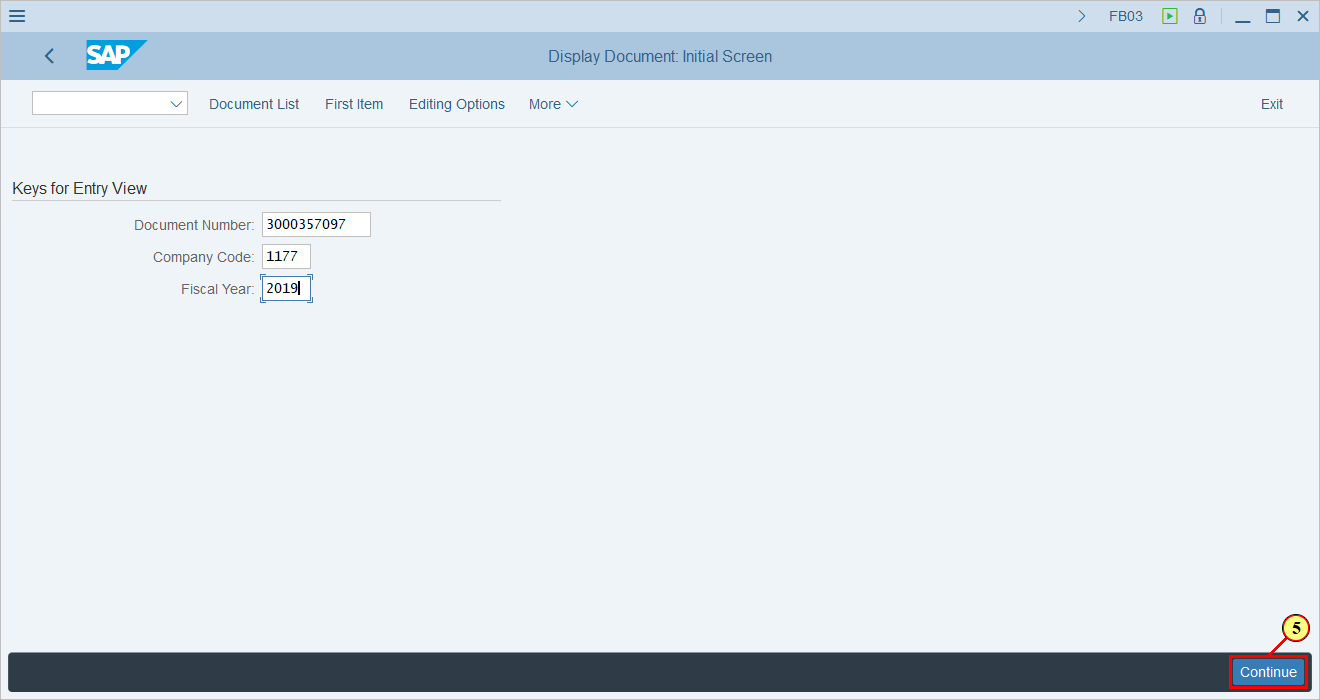 FB03
SAP
Display Document: Initial Screen
Document List First Item Editing Options More Exit
Keys for Entry View
Document Number: 3000357097
Company Code: 1177
Fiscal Year: 2019
5
Continue